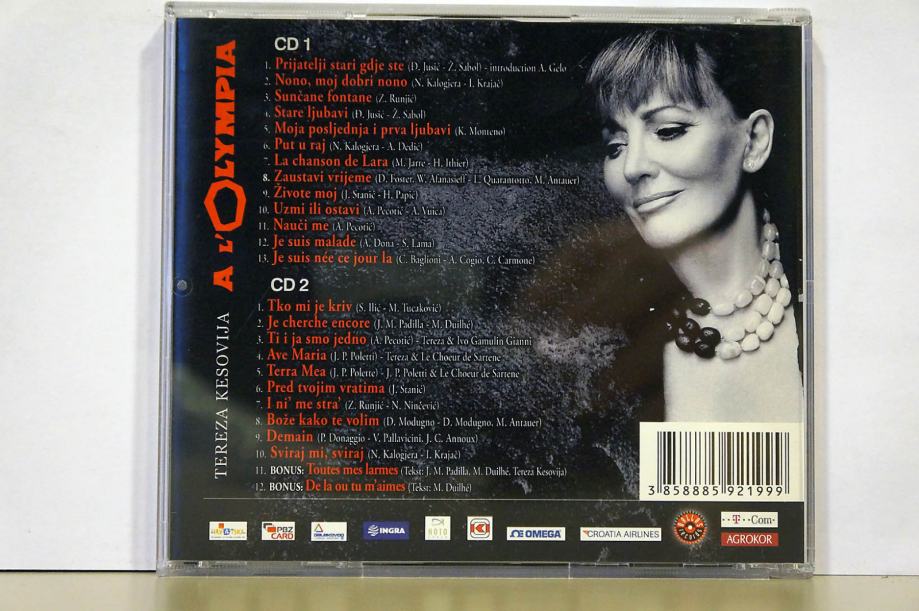 A L'OLYMPIA
TEREZA KESOVIJA
CD 1
1. Prijatelji stari gdje ste (Đ. Jusić - Ž. Sabol) - introduction A. Gelo
2. Nono, moj dobri nono (N. Kalogjera - I. Krajač)
3. Sunčane fontane (Z. Runjić)
4. Stare ljubavi (Đ. Jusić - Ž. Sabol)
5. Moja posljednja i prva ljubavi (K. Monteno)
6. Put u raj (N. Kalogjera - A. Dedić)
7. La chanson de Lara (M. Jarre - H. Ithier)
8. Zaustavi vrijeme (D. Foster, W. Afanasieff - L. Quarantotto, M. Antauer)
9. Živote moj (J. Stanić - H. Papić)
10. Uzmi ili ostavi (A. Pecotić - A. Vuica)
11. Nauči me (A. Pecotić)
12. Je suis malade (A. Dona - S. Lama)
13. Je suis née ce jour la (C. Baglioni - A. Cogio, C. Carmone)
CD 2
1. Tko mi je kriv (S. Ilić - M. Tucaković)
2. Je cherche encore (J. M. Padilla - M. Duilhé)
3. Ti i ja smo jedno (A. Pecotić) - Tereza & Ivo Gamulin Gianni
4. Ave Maria (J. P. Poletti) - Tereza & Le Choeur de Sartene
5. Terra Mea (J. P. Polette) - J. P. Poletti & Le Choeur de Sartene
6. Pred tvojim vratima (J. Stanić)
7. I ni' me stra' (Z. Runjić - N. Ninčević)
8. Bože kako te volim (D. Modugno - D. Modugno, M. Antrauer)
9. Demain (P. Donaggio - V. Pallavicini, J. C. Annoux)
10. Sviraj mi, sviraj (N. Kalogjera - I. Krajač)
11. BONUS: Toutes mes larmes (Tekst: J. M. Padilla, M. Duilhé, Tereza Kesovija)
12. BONUS: De la ou tu m'aimes (Tekst: M. Duilhé)
3 858885 921999
PBZ CARD
INGRA
OMEGA
CROATIA AIRLINES
T Com
AGROKOR